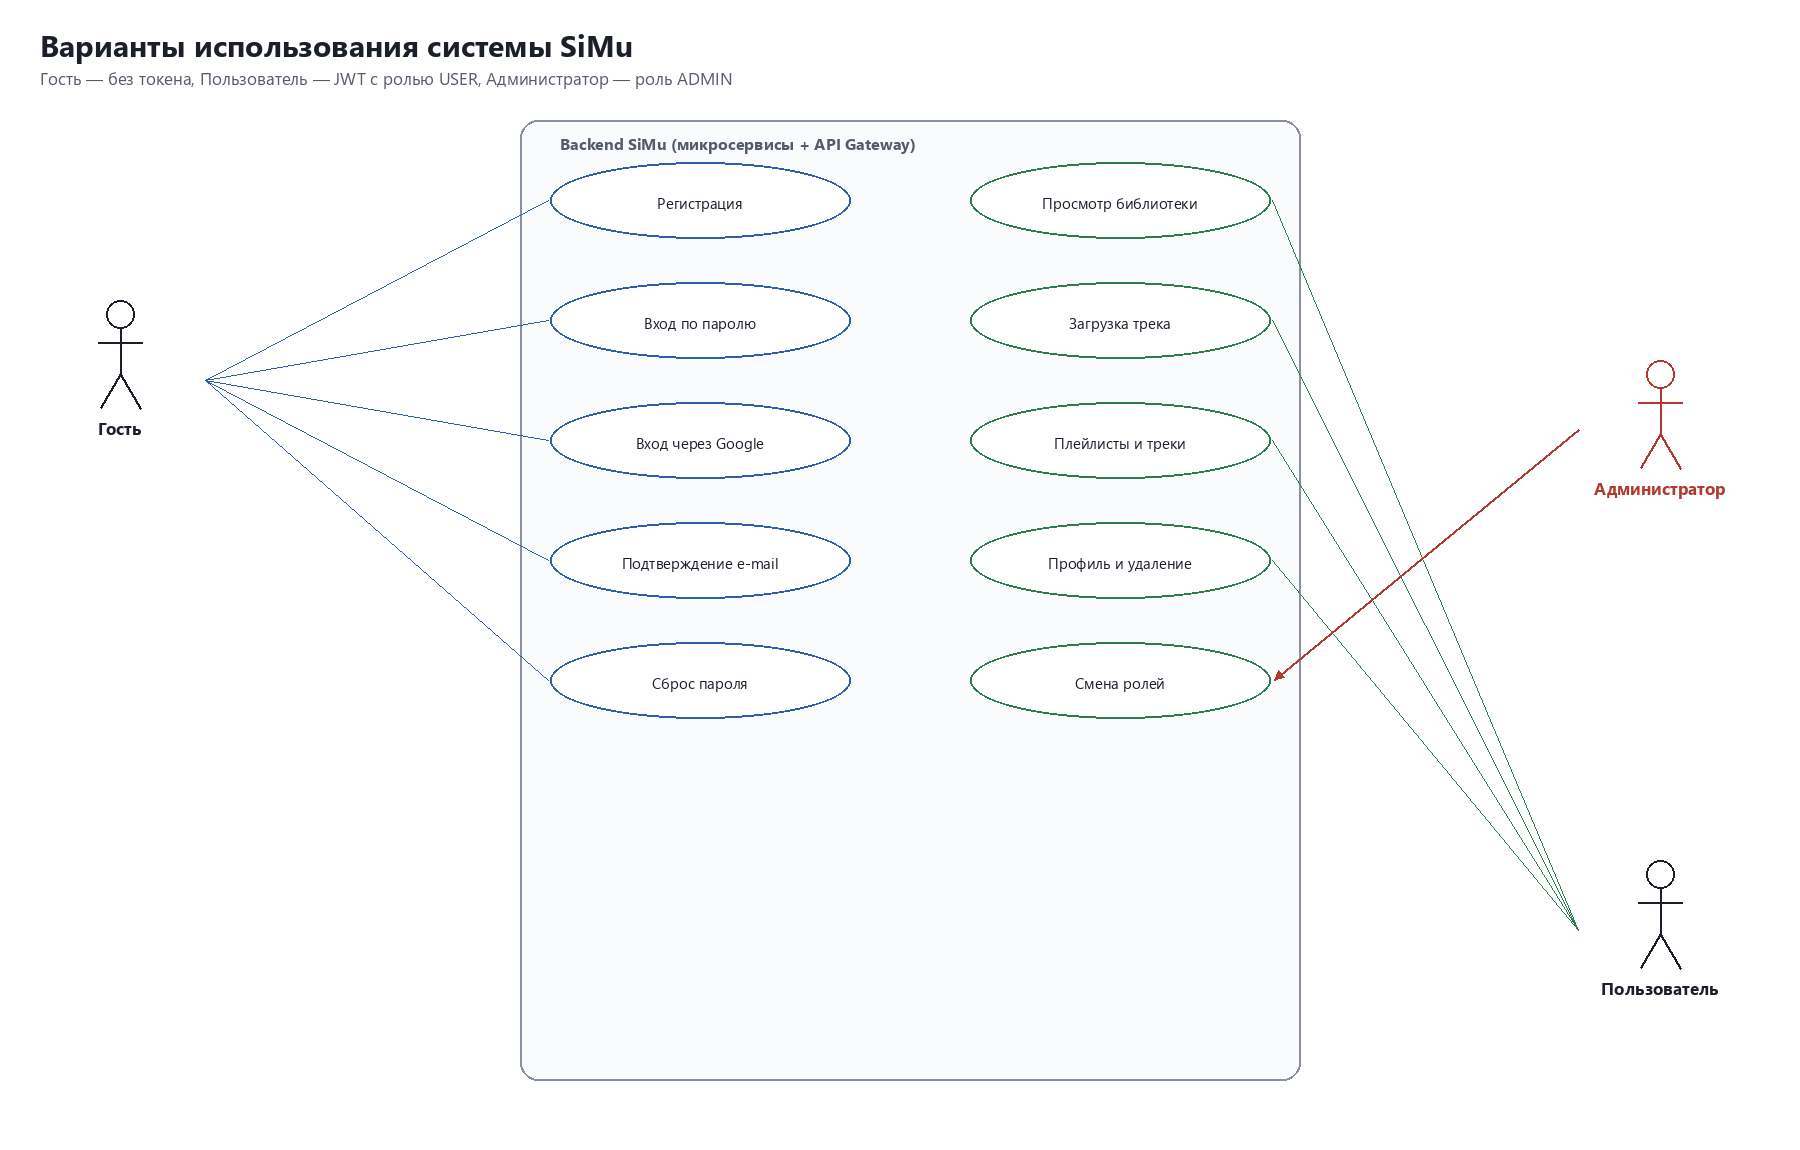 Варианты использования системы SiMu
Гость — без токена, Пользователь — JWT с ролью USER, Администратор — роль ADMIN
Backend SiMu (микросервисы + API Gateway)
Регистрация
Просмотр библиотеки
Вход по паролю
Загрузка трека
Вход через Google
Плейлисты и треки
Подтверждение e-mail
Профиль и удаление
Сброс пароля
Смена ролей
Гость
Администратор
Пользователь